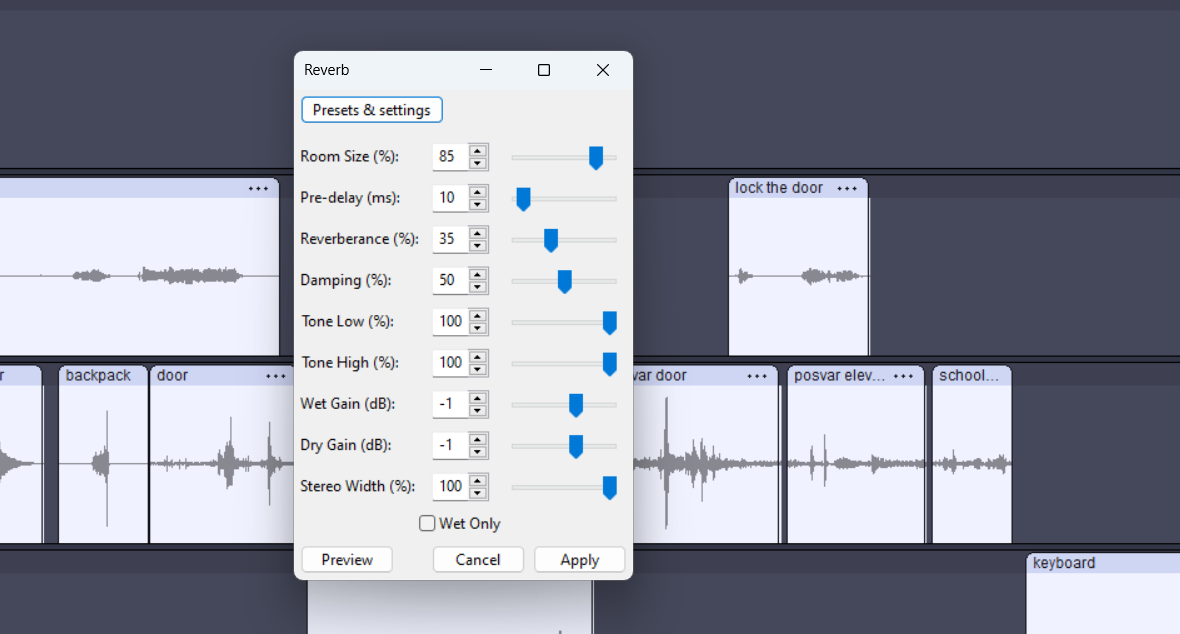 Reverb
Presets & settings
Room Size (%): 85
Pre-delay (ms): 10
Reverberance (%): 35
Damping (%): 50
Tone Low (%): 100
Tone High (%): 100
Wet Gain (dB): -1
Dry Gain (dB): -1
Stereo Width (%): 100
Wet Only
Preview Cancel Apply
lock the door
backpack door
door posvar elev... school...
keyboard